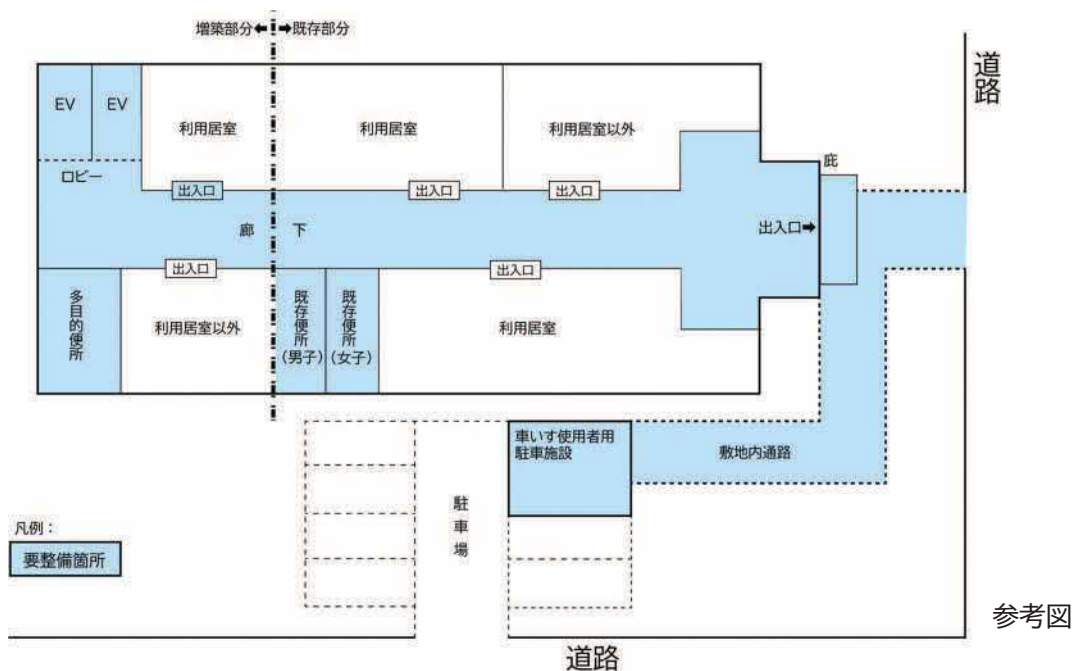 増築部分←→既存部分
道路
EV
EV
利用居室
利用居室
利用居室以外
ロビー
庇
出入口
出入口
出入口
廊
下
出入口→
出入口
出入口
多目的便所
利用居室以外
既存便所(男子)
既存便所(女子)
利用居室
車いす使用者用
駐車施設
敷地内通路
駐車場
凡例:
要整備箇所
参考図
道路